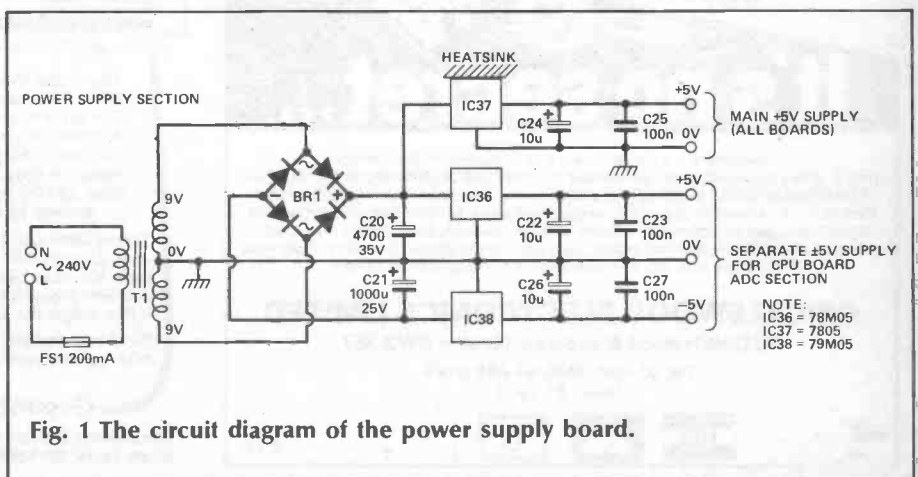 HEATSINK
POWER SUPPLY SECTION
IC37
+5V
C24
10u
+
C25
100n
0V
MAIN +5V SUPPLY
(ALL BOARDS)
9V
~
BR1
-
+
~
C20
4700
35V
+
IC36
C22
10u
+
C23
100n
+5V
N
~ 240V
L
T1
0V
9V
C21
1000u
25V
+
IC38
C26
10u
+
C27
100n
0V
-5V
SEPARATE ±5V SUPPLY
FOR CPU BOARD
ADC SECTION
NOTE:
IC36 = 78M05
IC37 = 7805
IC38 = 79M05
FS1 200mA
Fig. 1 The circuit diagram of the power supply board.